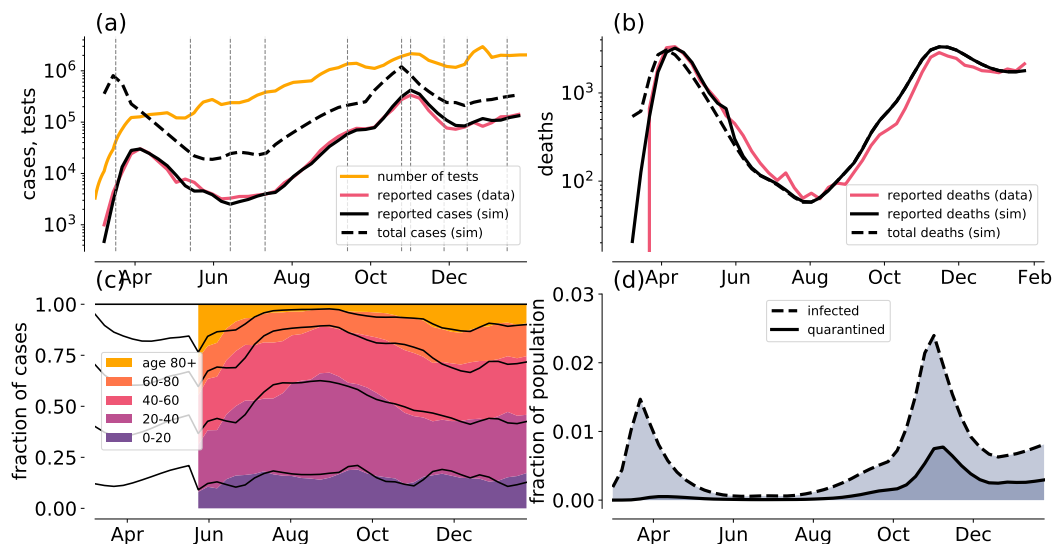 (a)
cases, tests
10^6
10^5
10^4
10^3
number of tests
reported cases (data)
reported cases (sim)
total cases (sim)
Apr
Jun
Aug
Oct
Dec
(b)
deaths
10^3
10^2
reported deaths (data)
reported deaths (sim)
total deaths (sim)
Apr
Jun
Aug
Oct
Dec
Feb
(c)
fraction of cases
1.00
0.75
0.50
0.25
0.00
age 80+
60-80
40-60
20-40
0-20
Apr
Jun
Aug
Oct
Dec
(d)
fraction of population
0.03
0.02
0.01
0.00
infected
quarantined
Apr
Jun
Aug
Oct
Dec